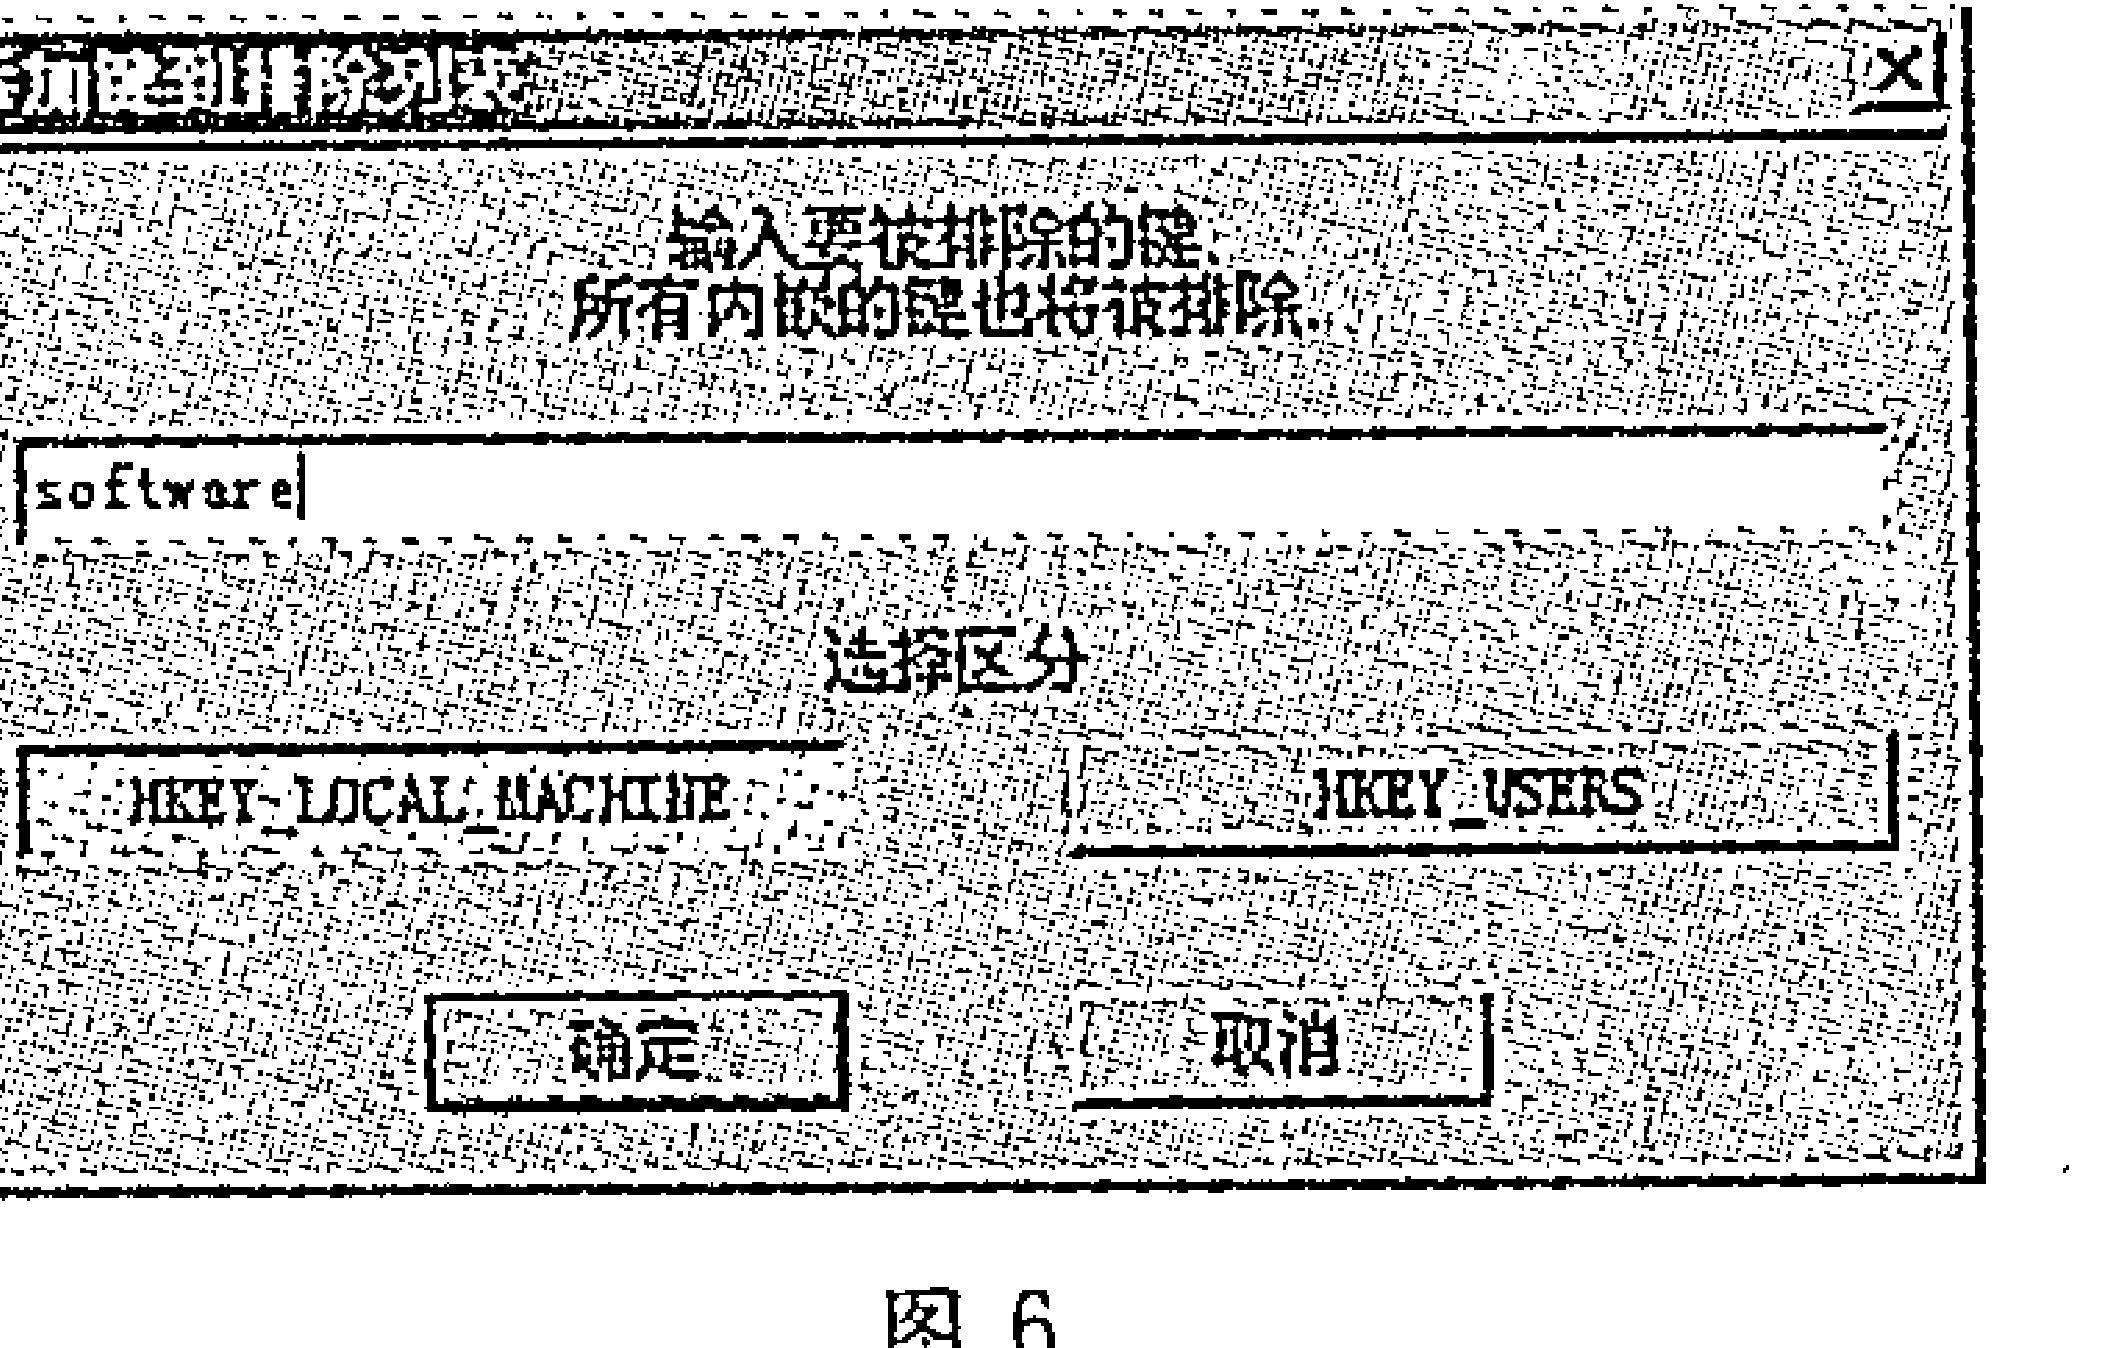 加键到排除列表
输入要被排除的键.
所有内嵌的键也将被排除.
software
选择区分
HKEY_LOCAL_MACHINE
HKEY_USERS
确定
取消
图 6